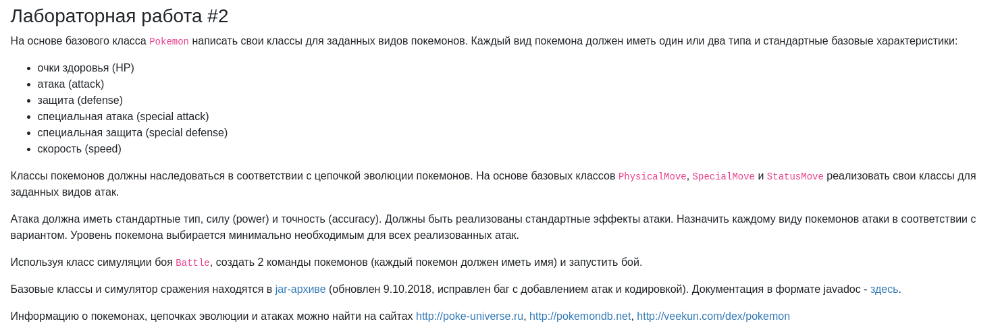 Лабораторная работа #2
На основе базового класса Pokemon написать свои классы для заданных видов покемонов. Каждый вид покемона должен иметь один или два типа и стандартные базовые характеристики:
• очки здоровья (HP)
• атака (attack)
• защита (defense)
• специальная атака (special attack)
• специальная защита (special defense)
• скорость (speed)
Классы покемонов должны наследоваться в соответствии с цепочкой эволюции покемонов. На основе базовых классов PhysicalMove, SpecialMove и StatusMove реализовать свои классы для
заданных видов атак.
Атака должна иметь стандартные тип, силу (power) и точность (accuracy). Должны быть реализованы стандартные эффекты атаки. Назначить каждому виду покемонов атаки в соответствии с
вариантом. Уровень покемона выбирается минимально необходимым для всех реализованных атак.
Используя класс симуляции боя Battle, создать 2 команды покемонов (каждый покемон должен иметь имя) и запустить бой.
Базовые классы и симулятор сражения находятся в jar-архиве (обновлен 9.10.2018, исправлен баг с добавлением атак и кодировкой). Документация в формате javadoc - здесь.
Информацию о покемонах, цепочках эволюции и атаках можно найти на сайтах http://poke-universe.ru, http://pokemondb.net, http://veekun.com/dex/pokemon